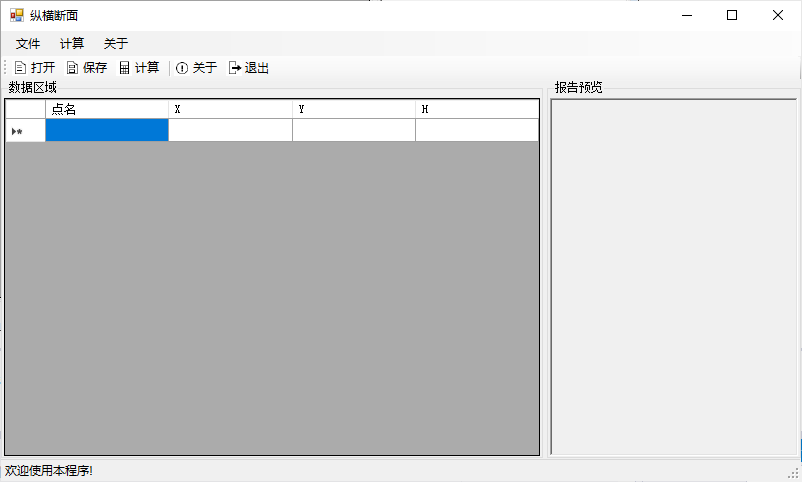 纵横断面
文件 计算 关于
打开 保存 计算 关于 退出
数据区域 报告预览
点名 X Y H
欢迎使用本程序!